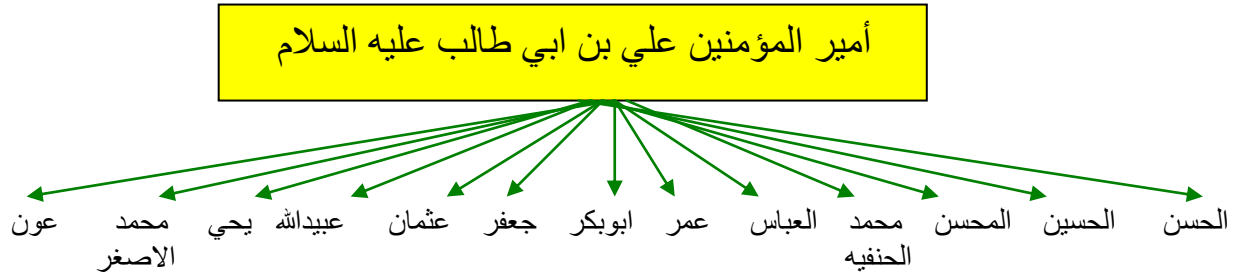 أمير المؤمنين علي بن ابي طالب عليه السلام
الحسن الحسين المحسن محمد العباس عمر ابوبكر جعفر عثمان عبيدالله يحي محمد عون
الحنفيه الاصغر